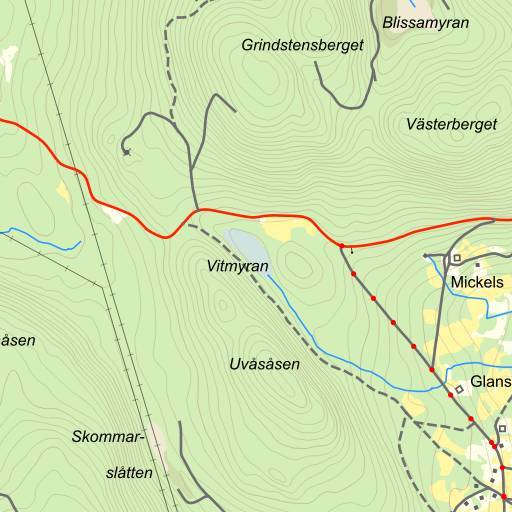 Blissamyran
Grindstensberget
Västerberget
Vitmyran
Mickels
åsen
Uvåsåsen
Glans
Skommar-
slåtten